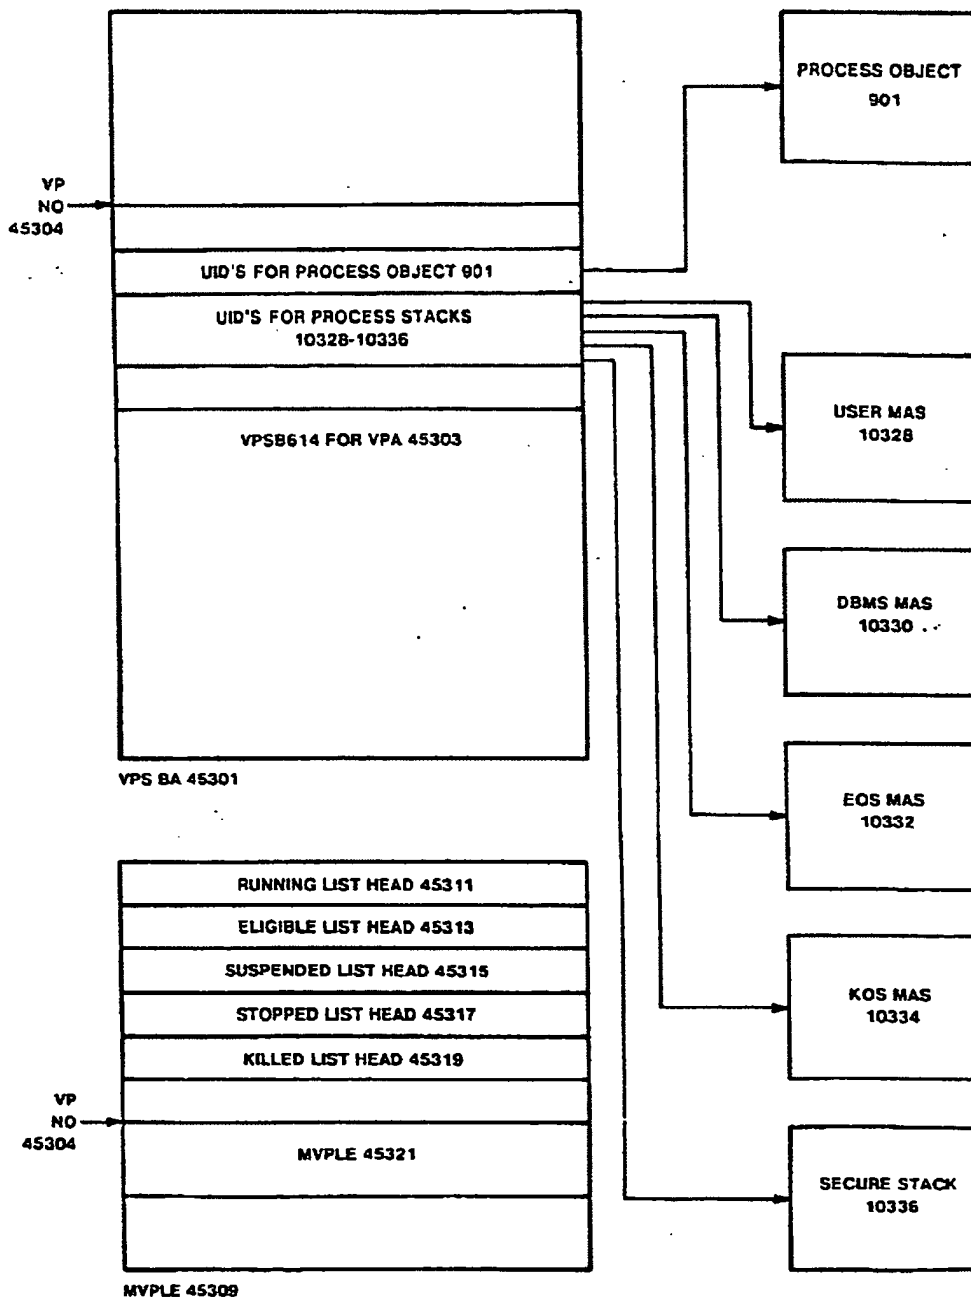 PROCESS OBJECT
901
VP
NO
45304
UID'S FOR PROCESS OBJECT 901
UID'S FOR PROCESS STACKS
10328-10336
VPSB614 FOR VPA 45303
USER MAS
10328
DBMS MAS
10330
VPS BA 45301
EOS MAS
10332
RUNNING LIST HEAD 45311
ELIGIBLE LIST HEAD 45313
SUSPENDED LIST HEAD 45315
STOPPED LIST HEAD 45317
KILLED LIST HEAD 45319
KOS MAS
10334
VP
NO
45304
MVPLE 45321
SECURE STACK
10336
MVPLE 45309